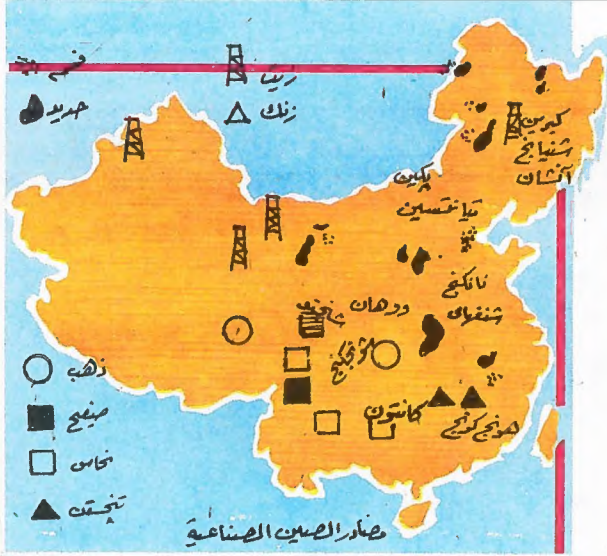 فحم
زيت
حديد
زنك
كيرين
شنيانج
آنشان
بكين
تيانتسين
نانكنج
ووهان
شنغهاى
كانتون
هونج كونج
ذهب
صفيح
نحاس
تنجستن
مصادر الصين الصناعية